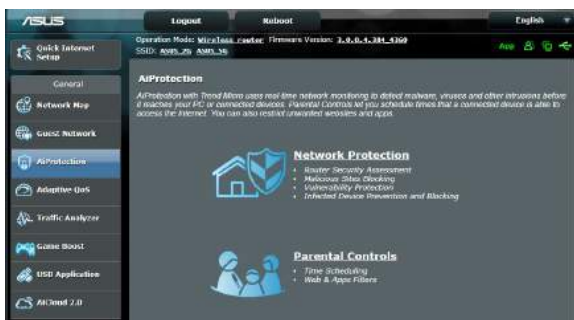 ASUS
Logout
Reboot
English
Quick Internet
Setup
Operation Mode: Wireless router Firmware Version: 3.0.0.4.384_4360
SSID: ASUS_2G ASUS_5G
App
General
Network Map
Guest Network
AiProtection
Adaptive QoS
Traffic Analyzer
Game Boost
USB Application
AiCloud 2.0
AiProtection
AiProtection with Trend Micro uses real-time network monitoring to detect malware, viruses and other intrusions before
it reaches your PC or connected devices. Parental Controls let you schedule times that a connected device is able to
access the Internet. You can also restrict unwanted websites and apps.
Network Protection
• Router Security Assessment
• Malicious Sites Blocking
• Vulnerability Protection
• Infected Device Prevention and Blocking
Parental Controls
• Time Scheduling
• Web & Apps Filters